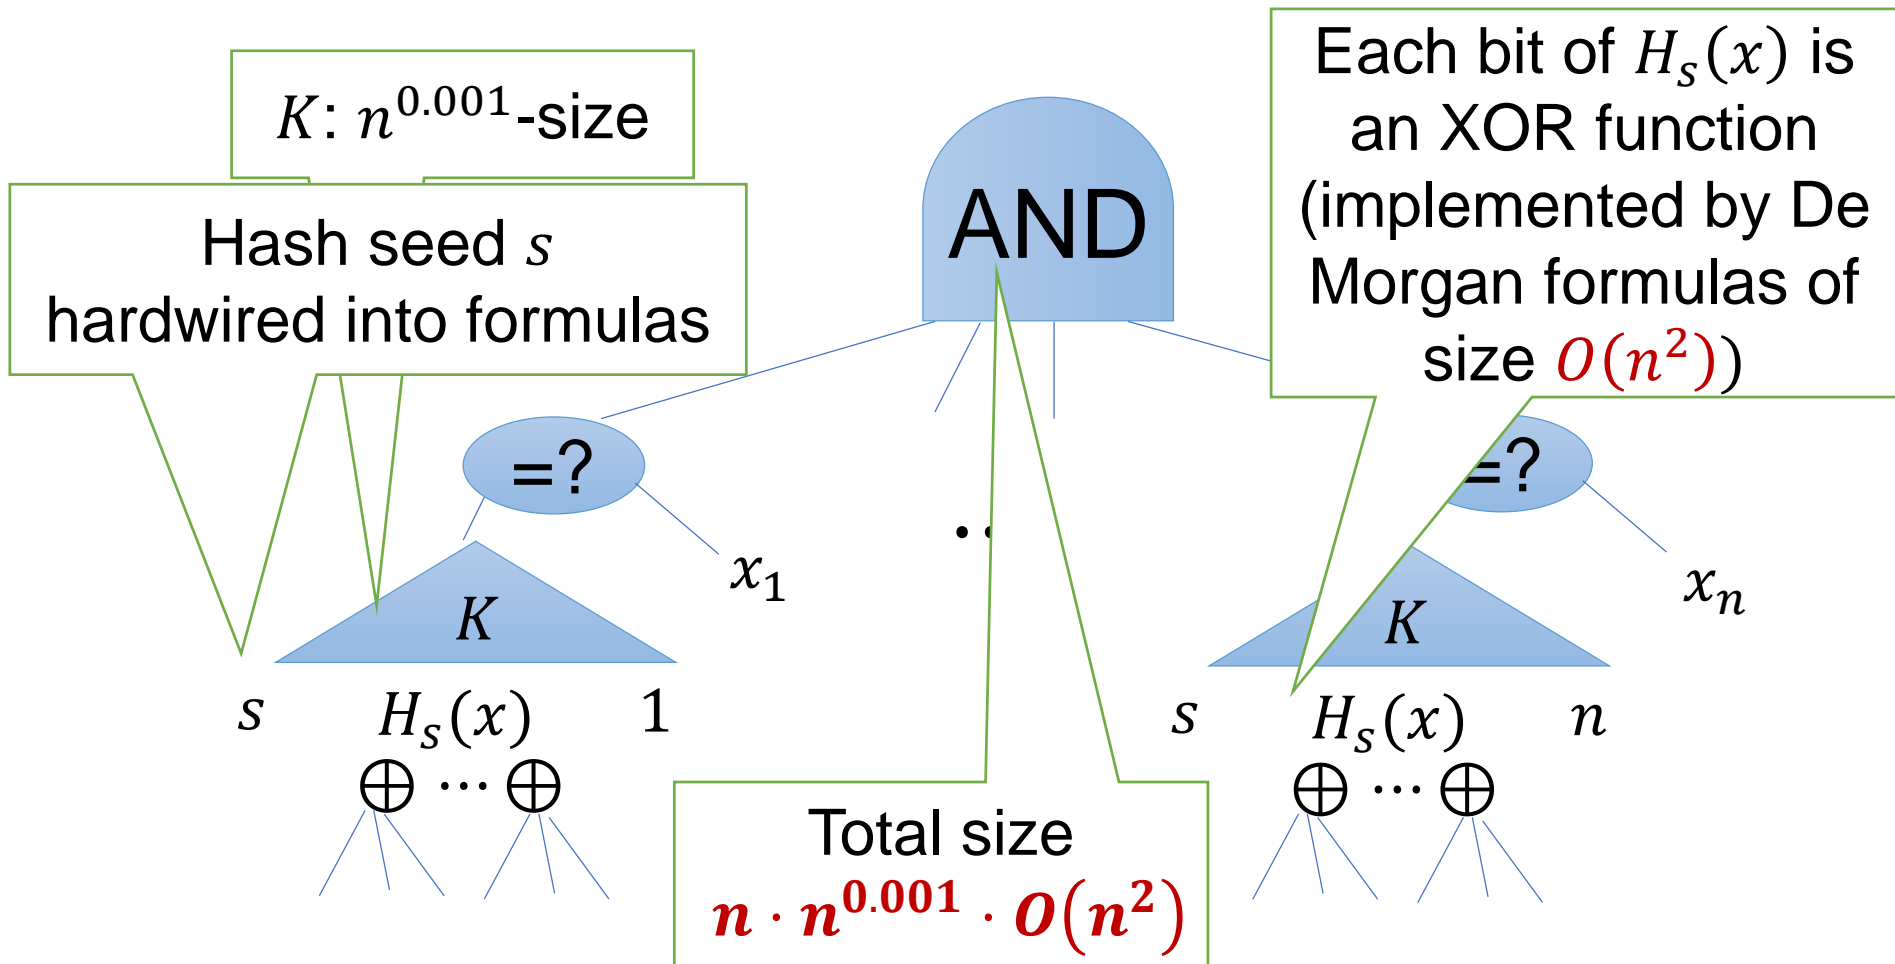 K: n^{0.001}-size
Hash seed s
hardwired into formulas
AND
Each bit of H_s(x) is
an XOR function
(implemented by De
Morgan formulas of
size O(n^2))
=?
=?
x_1
··
x_n
K
K
s H_s(x) 1
s H_s(x) n
⊕ ⋯ ⊕
⊕ ⋯ ⊕
Total size
n · n^{0.001} · O(n^2)